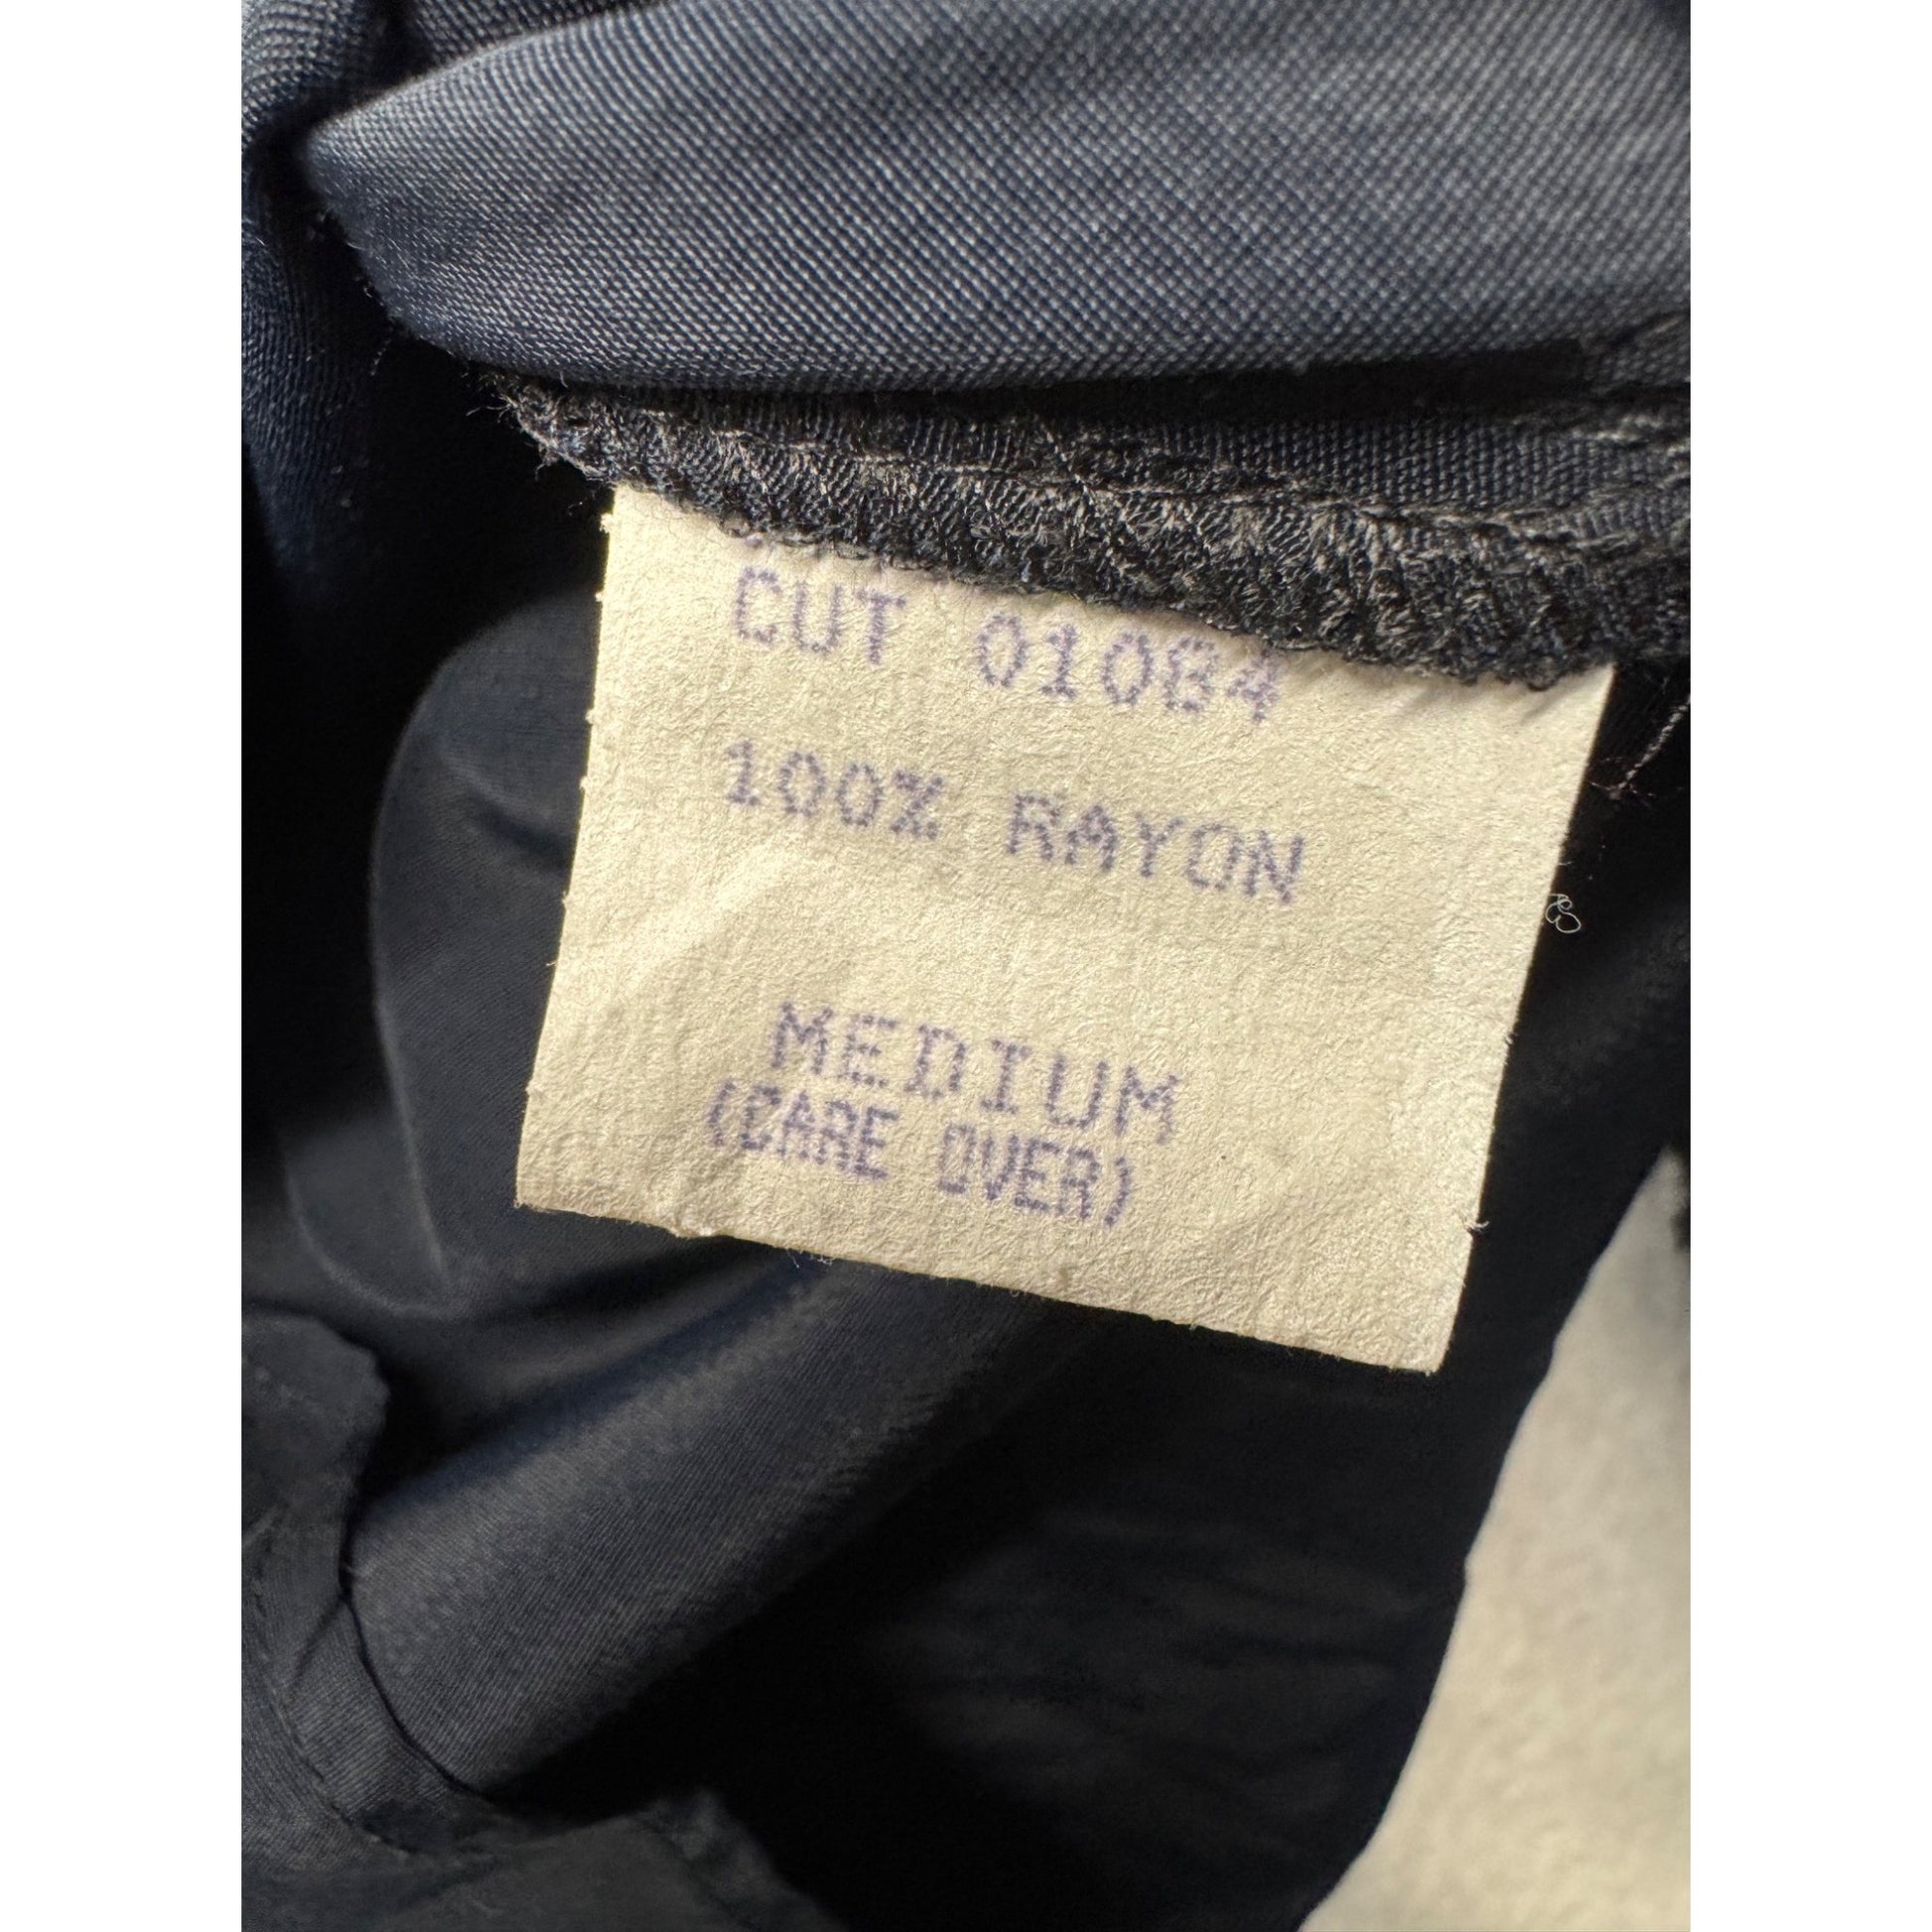 CUT 01084
100% RAYON
MEDIUM
(CARE OVER)